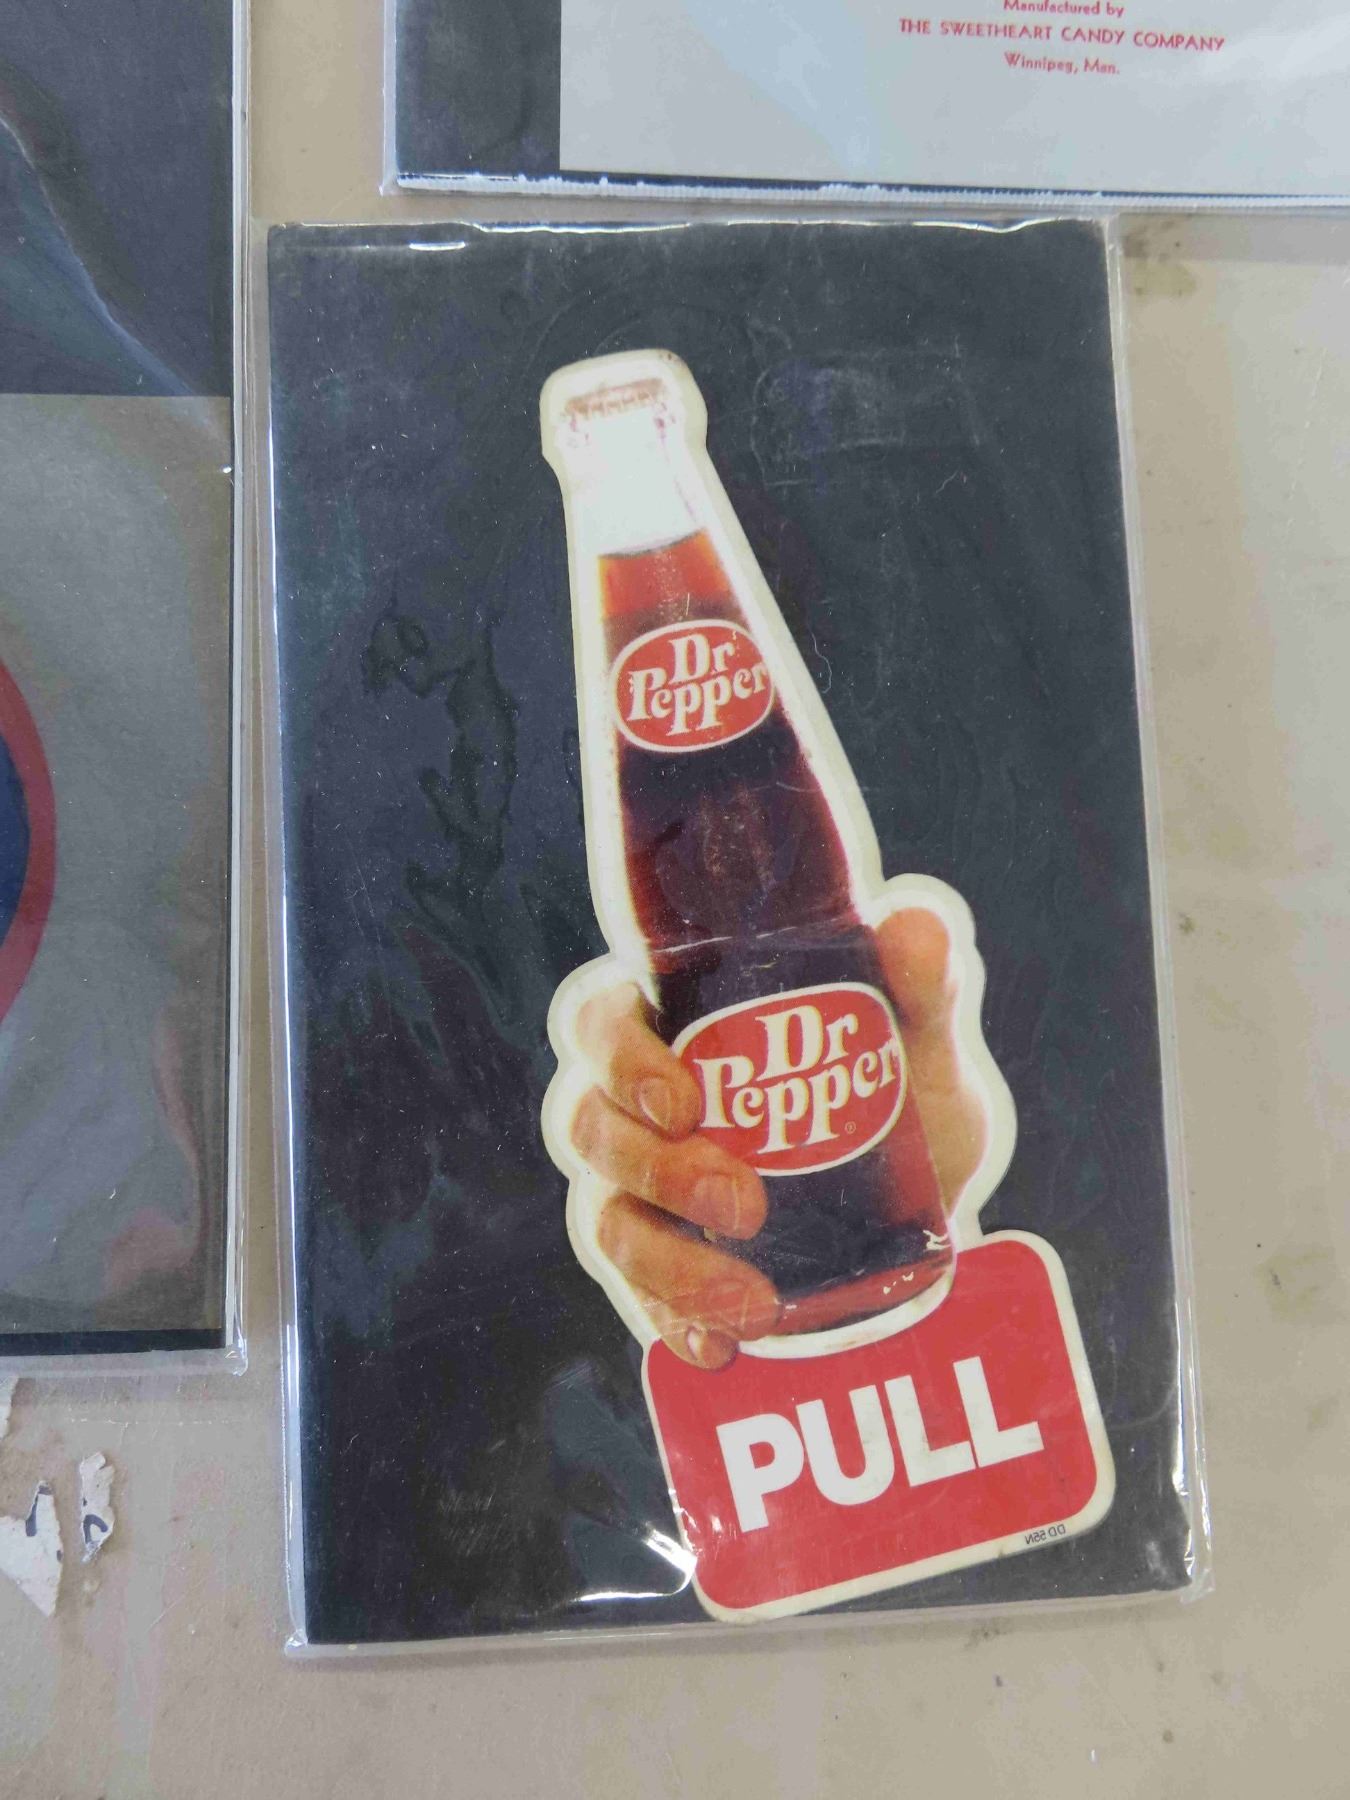 Manufactured by
THE SWEETHEART CANDY COMPANY
Winnipeg, Man.
Dr
Pepper
Dr
Pepper
®
PULL
DD 55N